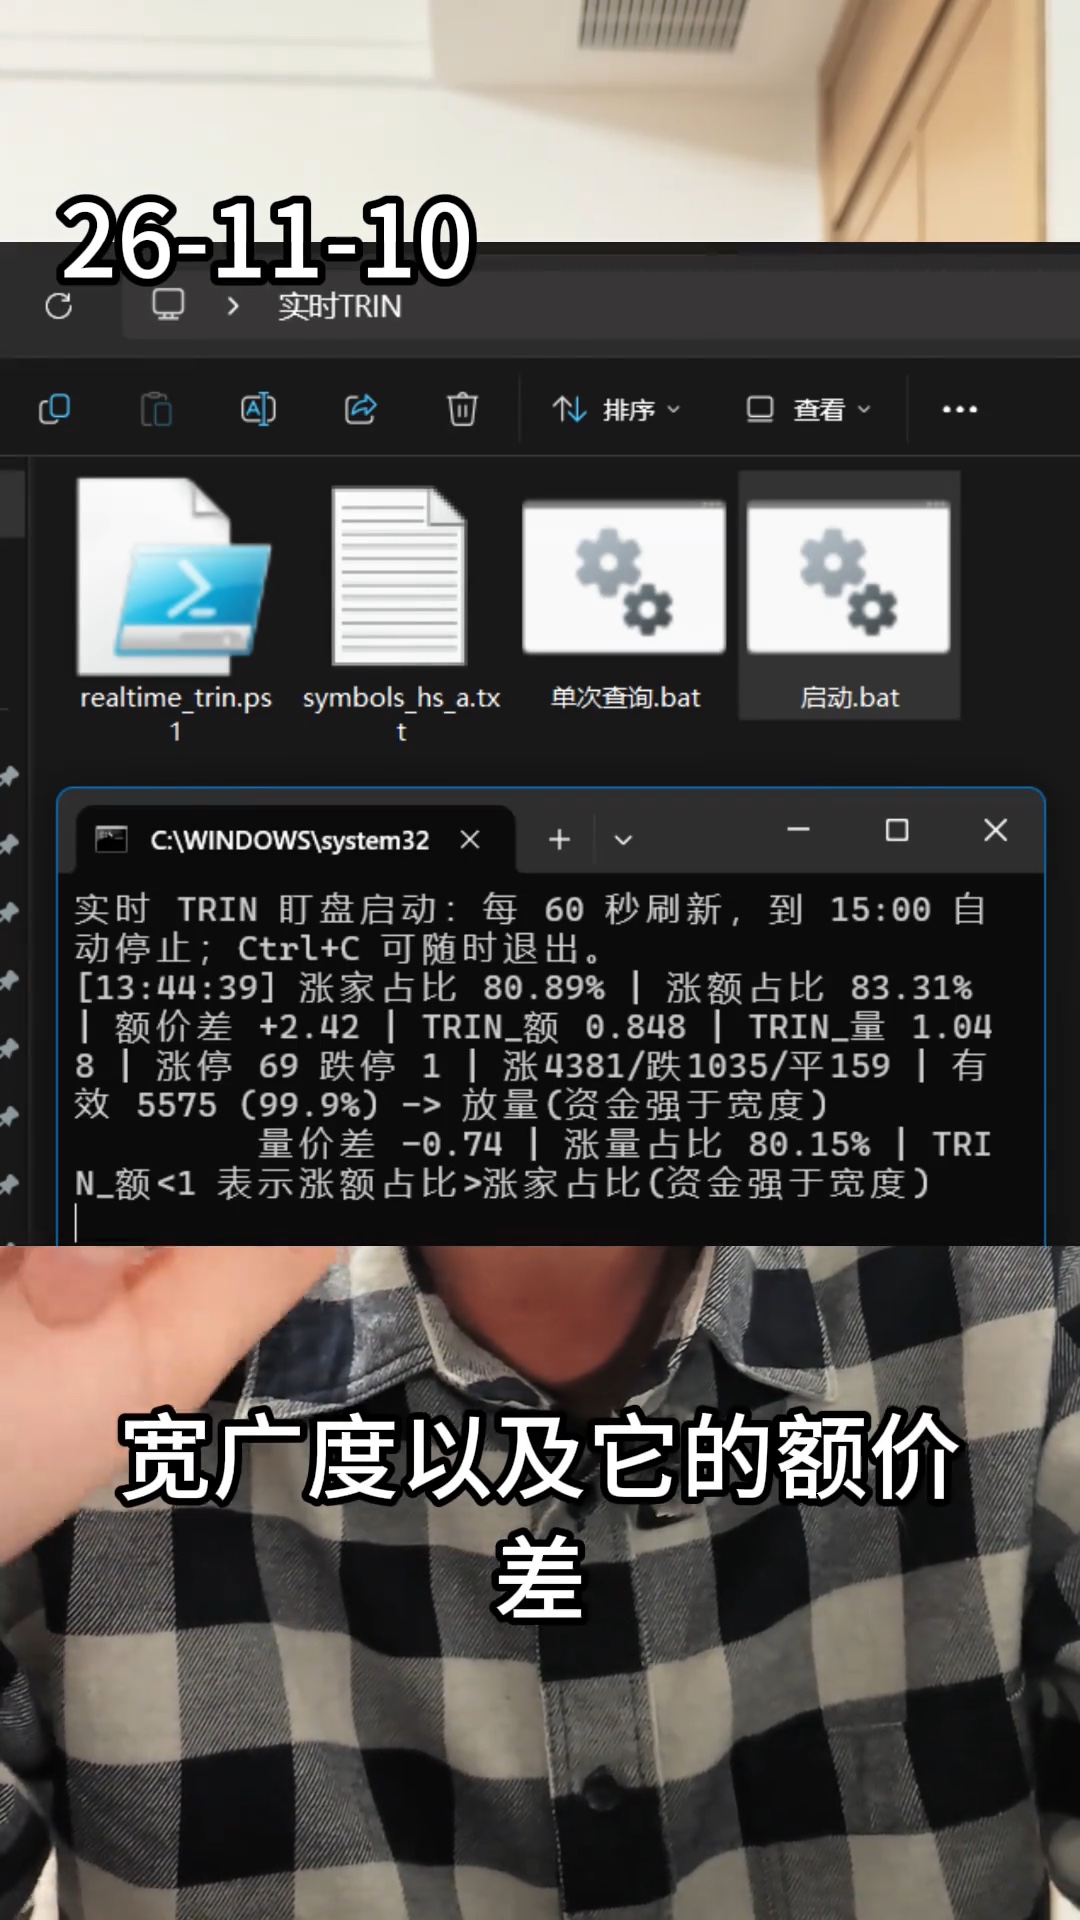 26-11-10
实时TRIN
排序
查看
realtime_trin.ps
1
symbols_hs_a.tx
t
单次查询.bat
启动.bat
C:\WINDOWS\system32
实时 TRIN 盯盘启动: 每 60 秒刷新, 到 15:00 自
动停止; Ctrl+C 可随时退出。
[13:44:39] 涨家占比 80.89% | 涨额占比 83.31%
| 额价差 +2.42 | TRIN_额 0.848 | TRIN_量 1.04
8 | 涨停 69 跌停 1 | 涨4381/跌1035/平159 | 有
效 5575 (99.9%) -> 放量(资金强于宽度)
量价差 -0.74 | 涨量占比 80.15% | TRI
N_额<1 表示涨额占比>涨家占比(资金强于宽度)
宽广度以及它的额价
差